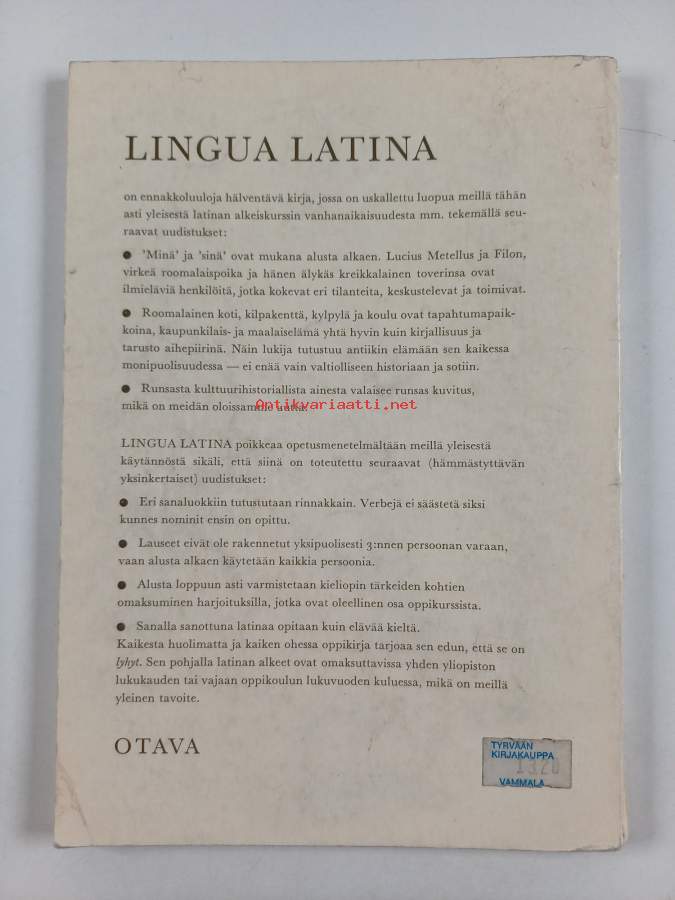 LINGUA LATINA
on ennakkoluuloja hälventävä kirja, jossa on uskallettu luopua meillä tähän
asti yleisestä latinan alkeiskurssin vanhanaikaisuudesta mm. tekemällä seu-
raavat uudistukset:
● 'Minä' ja 'sinä' ovat mukana alusta alkaen. Lucius Metellus ja Filon,
virkeä roomalaispoika ja hänen älykäs kreikkalainen toverinsa ovat
ilmieläviä henkilöitä, jotka kokevat eri tilanteita, keskustelevat ja toimivat.
● Roomalainen koti, kilpakenttä, kylpylä ja koulu ovat tapahtumapaik-
koina, kaupunkilais- ja maalaiselämä yhtä hyvin kuin kirjallisuus ja
tarusto aihepiirinä. Näin lukija tutustuu antiikin elämään sen kaikessa
monipuolisuudessa — ei enää vain valtiolliseen historiaan ja sotiin.
● Runsasta kulttuurihistoriallista ainesta valaisee runsas kuvitus,
mikä on meidän oloissamme uutta.
Antikvariaatti.net
LINGUA LATINA poikkeaa opetusmenetelmältään meillä yleisestä
käytännöstä sikäli, että siinä on toteutettu seuraavat (hämmästyttävän
yksinkertaiset) uudistukset:
● Eri sanaluokkiin tutustutaan rinnakkain. Verbejä ei säästetä siksi
kunnes nominit ensin on opittu.
● Lauseet eivät ole rakennetut yksipuolisesti 3:nnen persoonan varaan,
vaan alusta alkaen käytetään kaikkia persoonia.
● Alusta loppuun asti varmistetaan kieliopin tärkeiden kohtien
omaksuminen harjoituksilla, jotka ovat oleellinen osa oppikurssista.
● Sanalla sanottuna latinaa opitaan kuin elävää kieltä.
Kaikesta huolimatta ja kaiken ohessa oppikirja tarjoaa sen edun, että se on
lyhyt. Sen pohjalla latinan alkeet ovat omaksuttavissa yhden yliopiston
lukukauden tai vajaan oppikoulun lukuvuoden kuluessa, mikä on meillä
yleinen tavoite.
OTAVA
TYRVÄÄN
KIRJAKAUPPA
VAMMALA